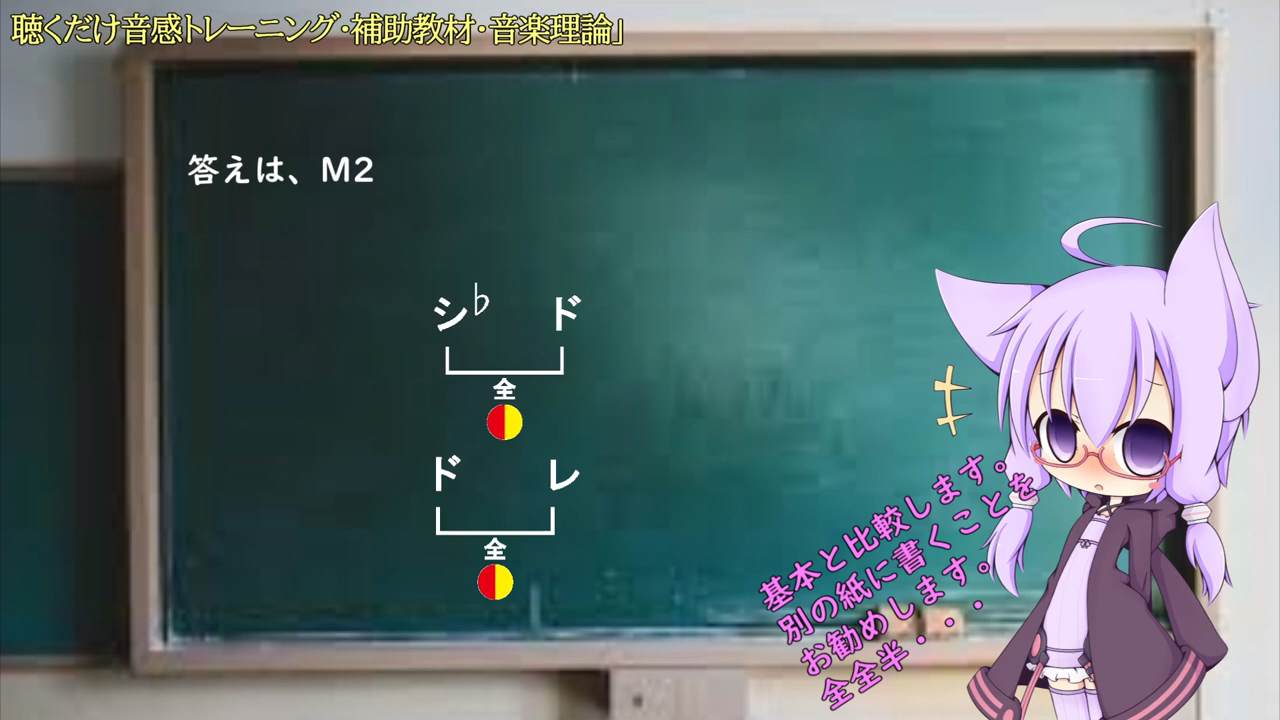 聴くだけ音感トレーニング・補助教材・音楽理論」
答えは、M2
シ♭ ド
全
ド レ
全
基本と比較します。
別の紙に書くことを
お勧めします。
全全半・・・